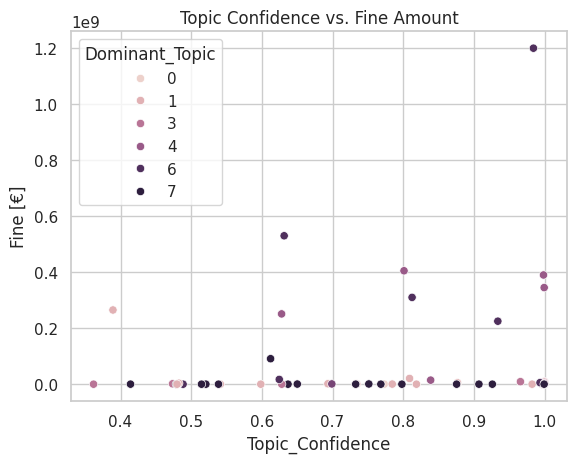 Topic Confidence vs. Fine Amount
1e9
1.2
1.0
0.8
0.6
0.4
0.2
0.0
Fine [€]
Dominant_Topic
0
1
3
4
6
7
0.4 0.5 0.6 0.7 0.8 0.9 1.0
Topic_Confidence